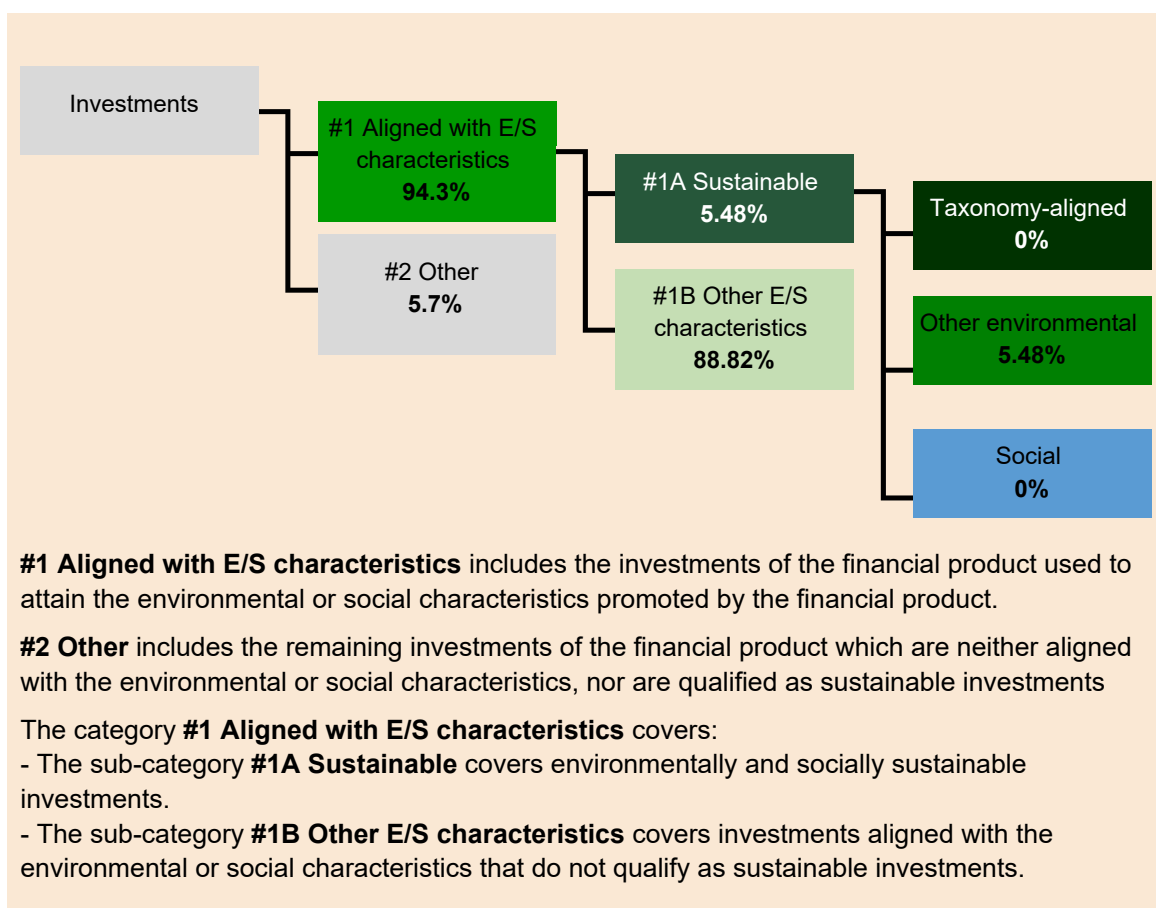 Investments
#1 Aligned with E/S
characteristics
94.3%
#2 Other
5.7%
#1A Sustainable
5.48%
#1B Other E/S
characteristics
88.82%
Taxonomy-aligned
0%
Other environmental
5.48%
Social
0%
#1 Aligned with E/S characteristics includes the investments of the financial product used to
attain the environmental or social characteristics promoted by the financial product.
#2 Other includes the remaining investments of the financial product which are neither aligned
with the environmental or social characteristics, nor are qualified as sustainable investments
The category #1 Aligned with E/S characteristics covers:
- The sub-category #1A Sustainable covers environmentally and socially sustainable
investments.
- The sub-category #1B Other E/S characteristics covers investments aligned with the
environmental or social characteristics that do not qualify as sustainable investments.